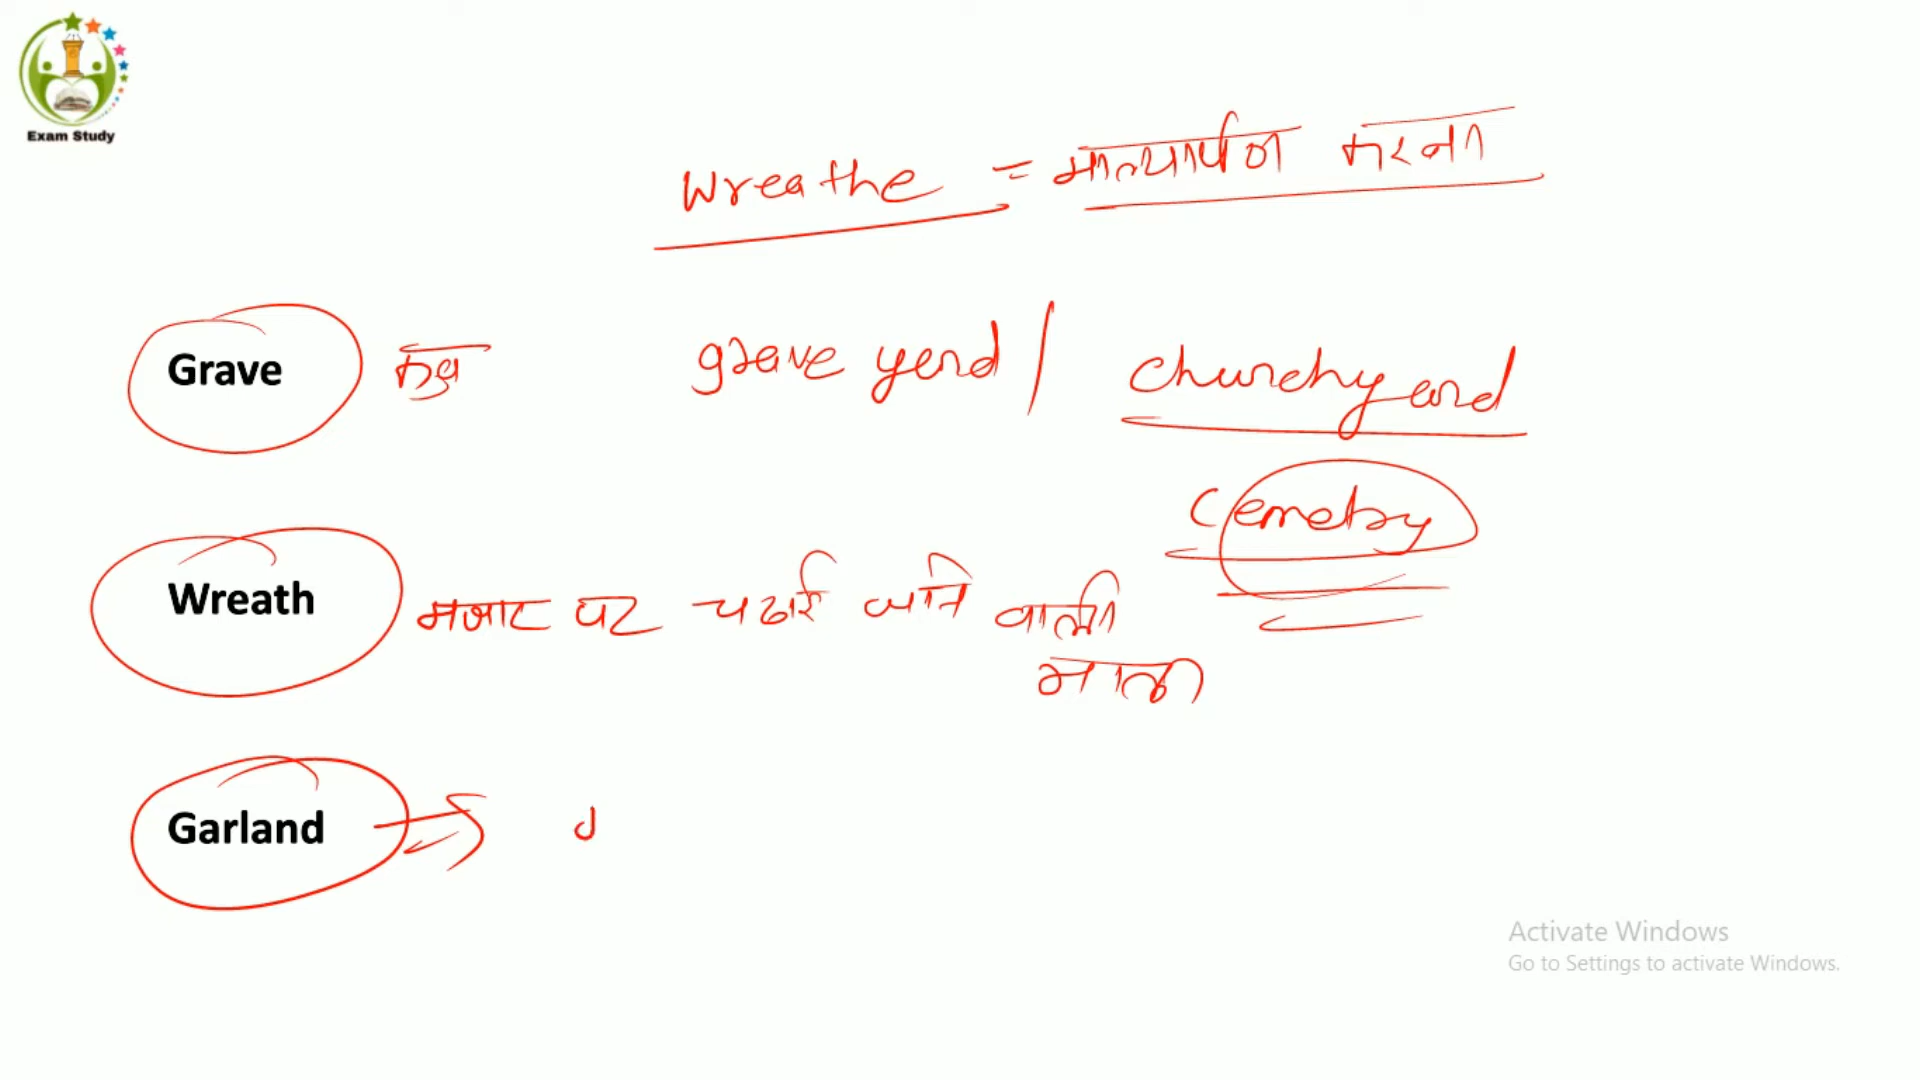 Exam Study
Wreathe = माल्यार्पण करना
Grave कब्र grave yard / Churchyard
Cemetry
Wreath मजार पर चढाई जाने वाली
माला
Garland
Activate Windows
Go to Settings to activate Windows.